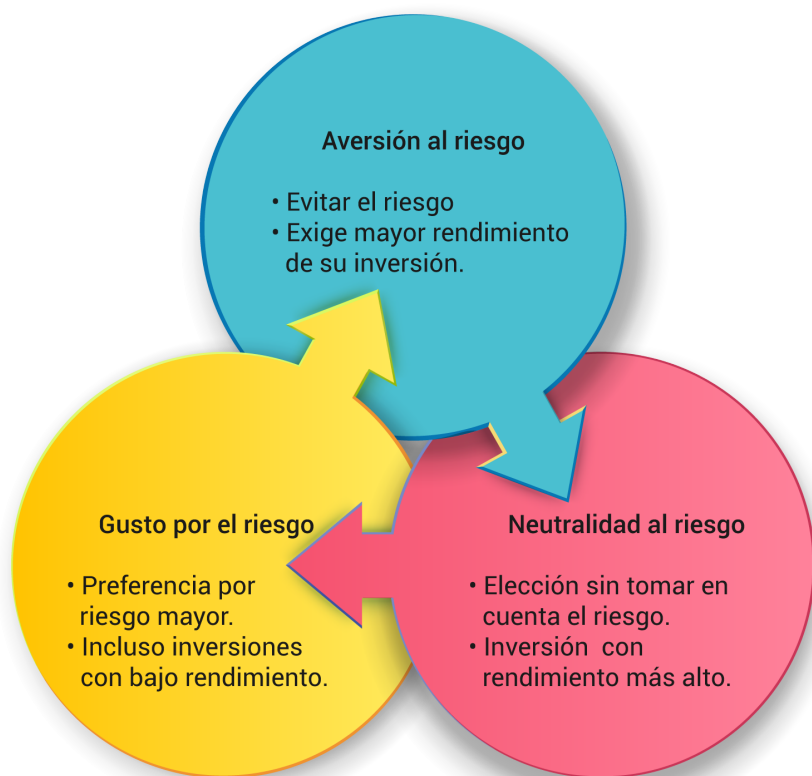 Aversión al riesgo
• Evitar el riesgo
• Exige mayor rendimiento
de su inversión.
Gusto por el riesgo
• Preferencia por
riesgo mayor.
• Incluso inversiones
con bajo rendimiento.
Neutralidad al riesgo
• Elección sin tomar en
cuenta el riesgo.
• Inversión con
rendimiento más alto.